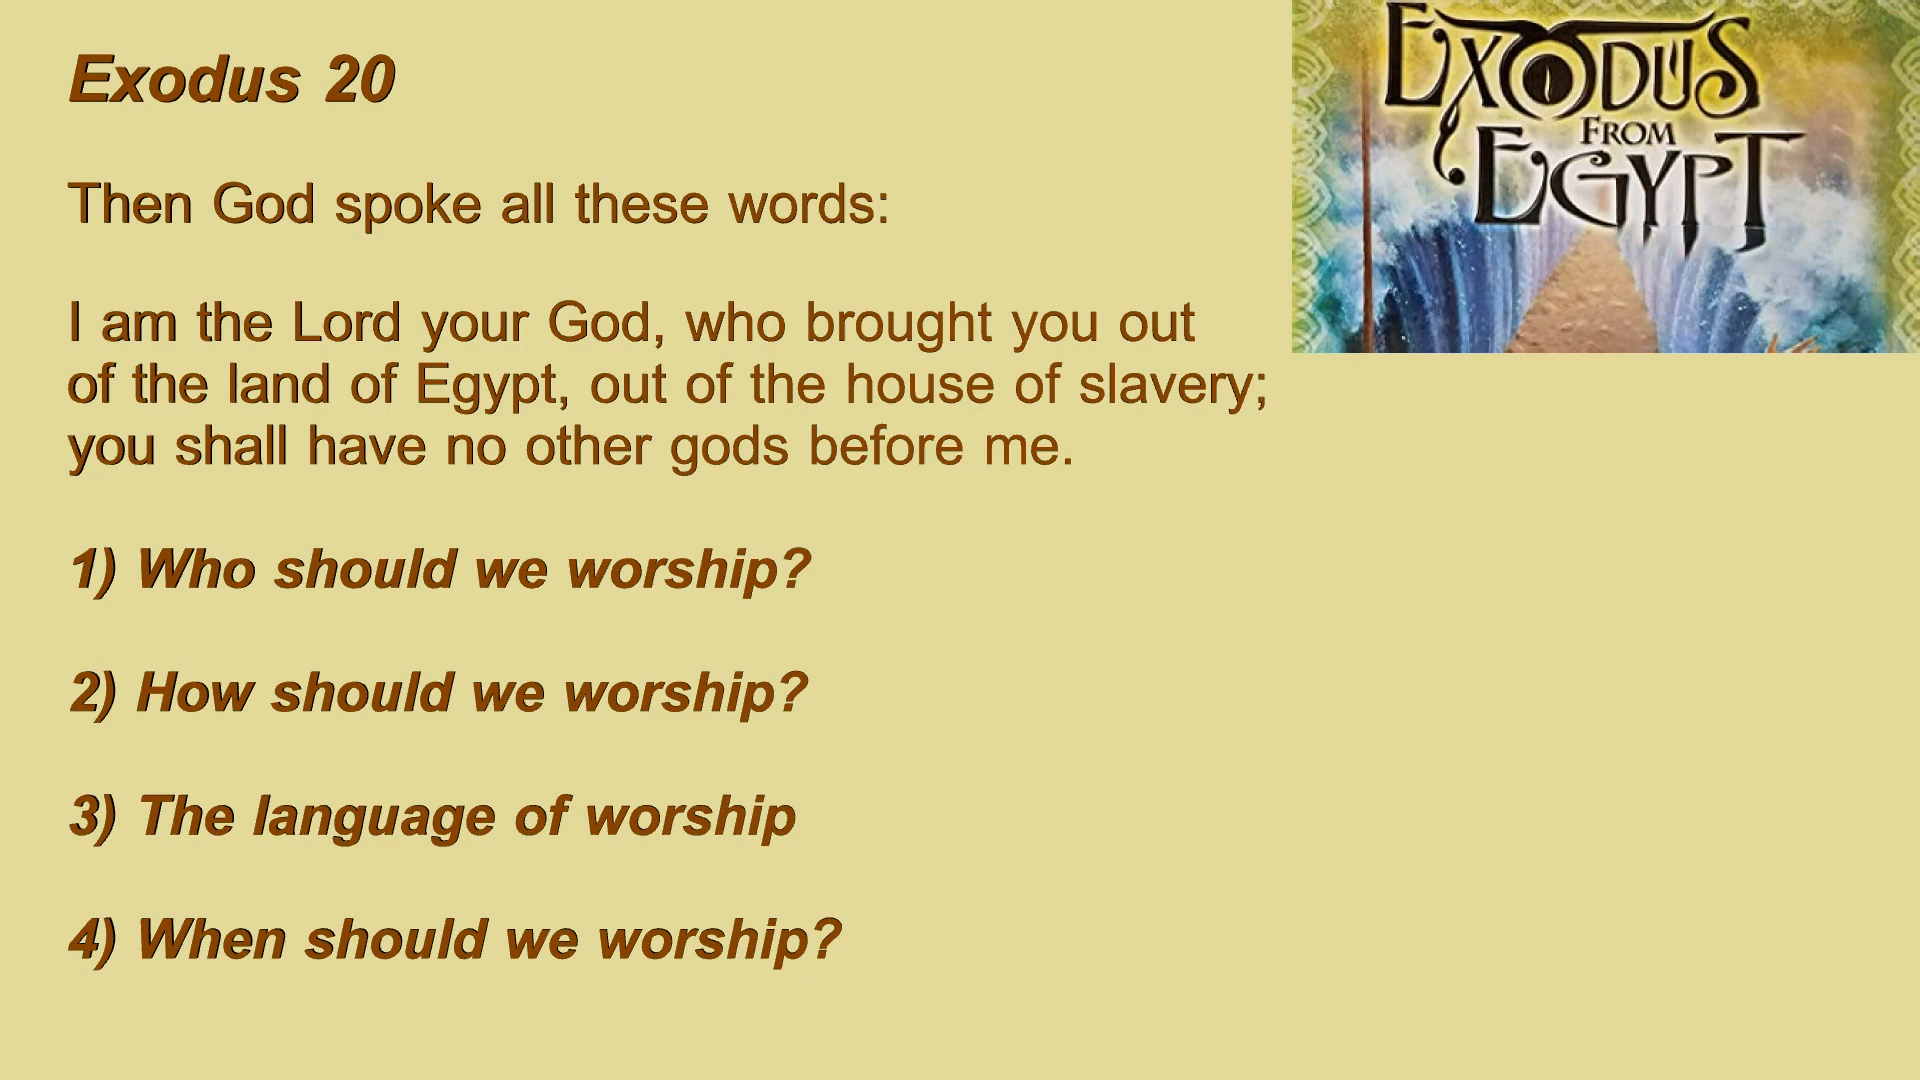 Exodus 20
Then God spoke all these words:
I am the Lord your God, who brought you out
of the land of Egypt, out of the house of slavery;
you shall have no other gods before me.
1) Who should we worship?
2) How should we worship?
3) The language of worship
4) When should we worship?
EXODUS
FROM
EGYPT